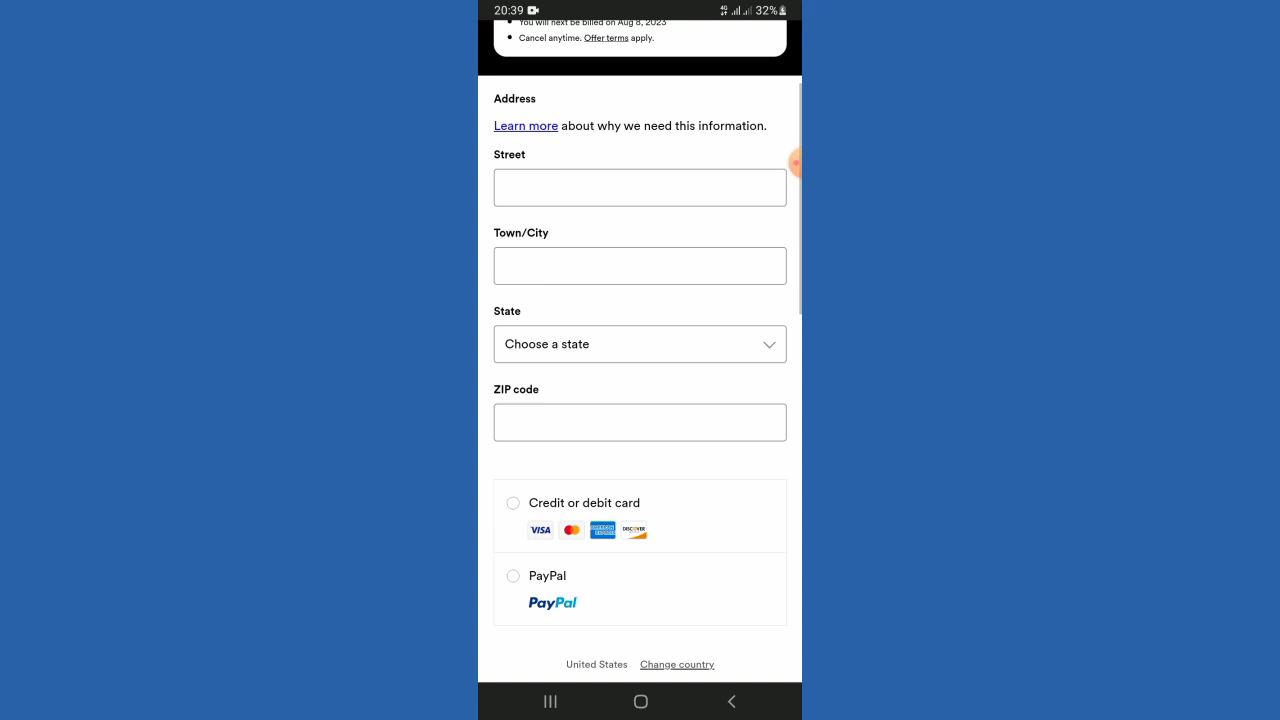 20:39 4G 32%
You will next be billed on Aug 8, 2023
Cancel anytime. Offer terms apply.
Address
Learn more about why we need this information.
Street
Town/City
State
Choose a state
ZIP code
Credit or debit card
VISA AMERICAN EXPRESS DISCOVER
PayPal
PayPal
United States Change country